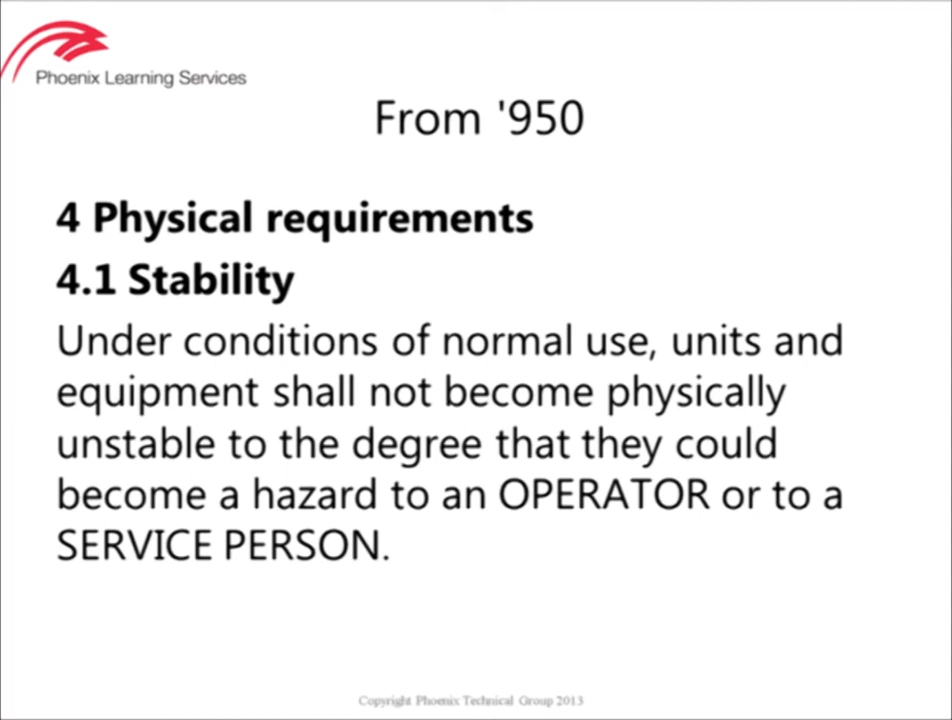 Phoenix Learning Services
From '950
4 Physical requirements
4.1 Stability
Under conditions of normal use, units and
equipment shall not become physically
unstable to the degree that they could
become a hazard to an OPERATOR or to a
SERVICE PERSON.
Copyright Phoenix Technical Group 2013